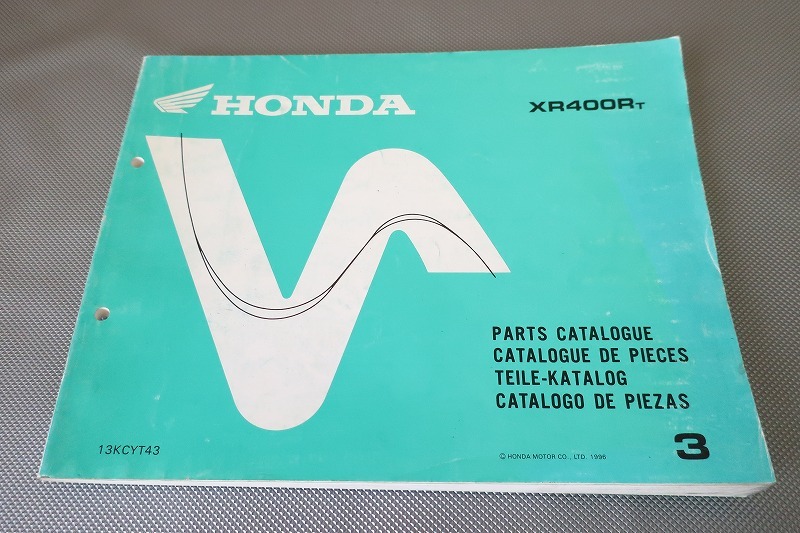 HONDA
XR400RT
PARTS CATALOGUE
CATALOGUE DE PIECES
TEILE-KATALOG
CATALOGO DE PIEZAS
3
13KCYT43
© HONDA MOTOR CO., LTD. 1996